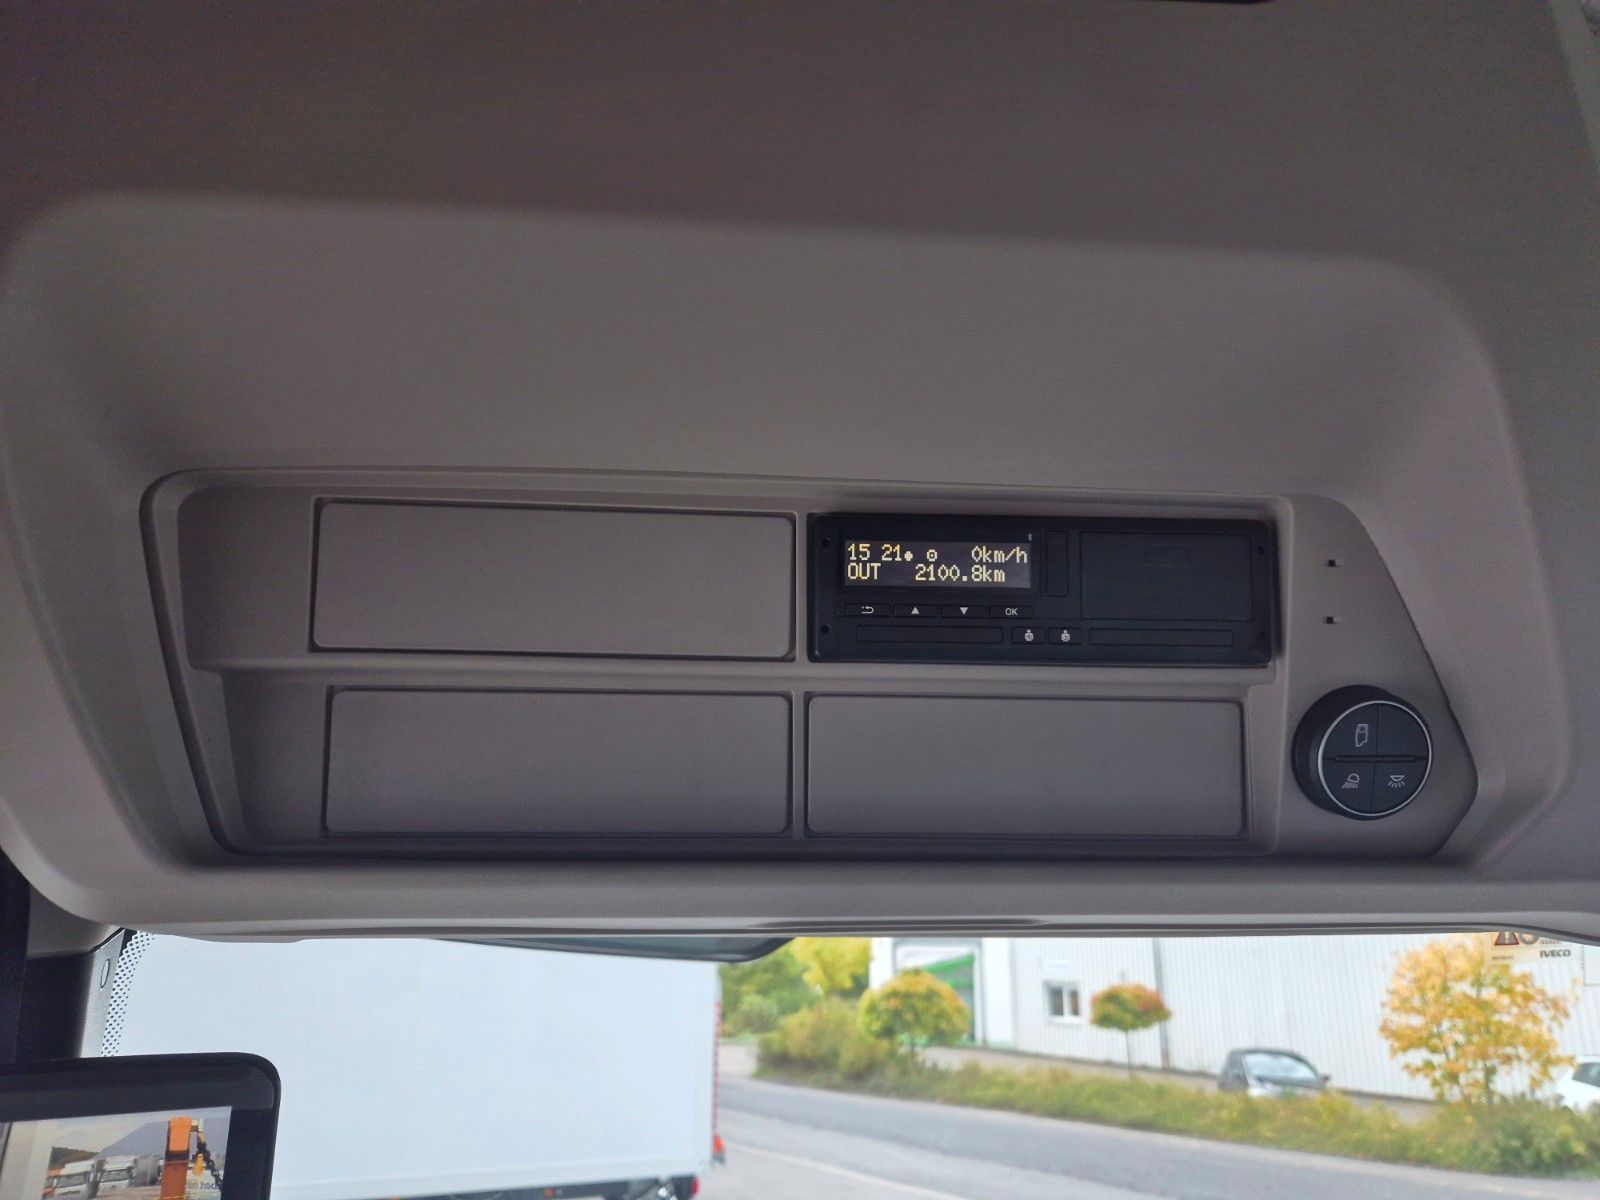 15 21 0km/h
OUT 2100.8km
OK
IVECO